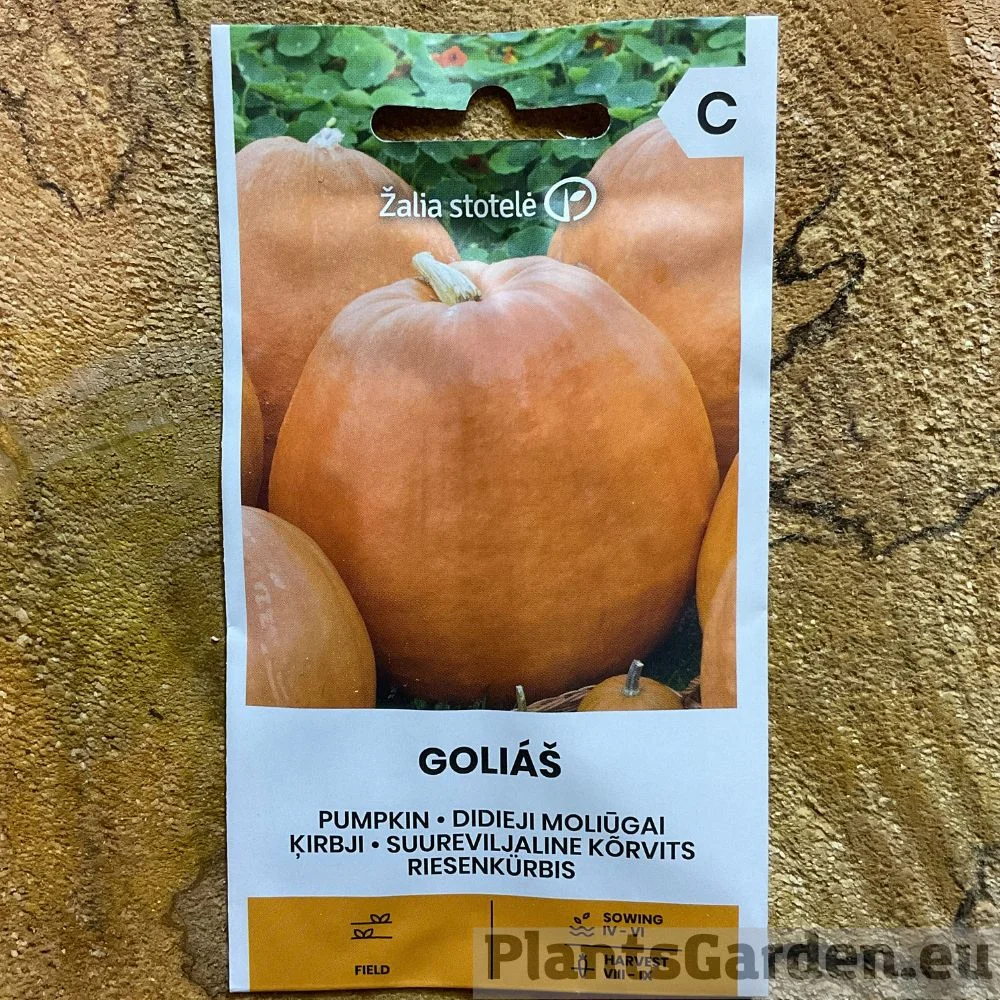 C
Žalia stotelė
GOLIÁŠ
PUMPKIN • DIDIEJI MOLIŪGAI
ĶIRBJI • SUUREVILJALINE KÕRVITS
RIESENKÜRBIS
FIELD
SOWING
IV - VI
HARVEST
VIII - IX
PlantsGarden.eu